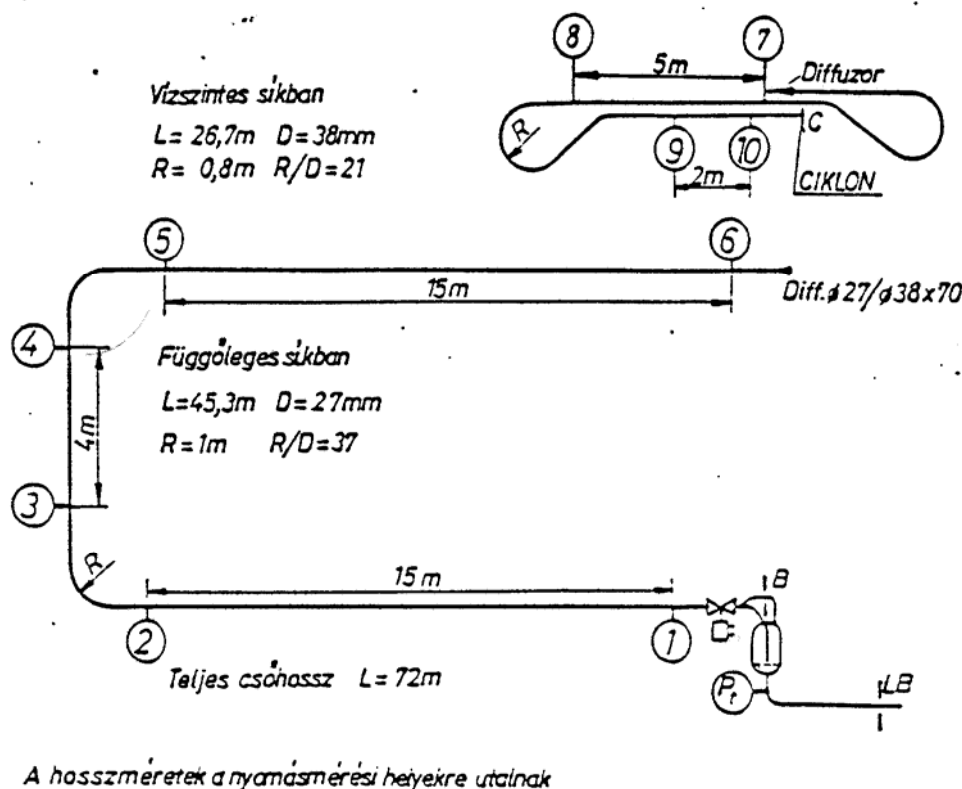 8
7
5m
Diffuzor
Vízszintes síkban
L= 26,7m D= 38mm
R= 0,8m R/D= 21
R
C
9
10
2m
CIKLON
5
6
15m
Diff.ø27/ø38x70
4
Függőleges síkban
L=45,3m D=27mm
4m
R=1m R/D=37
3
R
15m
B
2
1
Teljes csőhossz L= 72m
Pt
LB
A hosszméretek a nyomásmérési helyekre utalnak